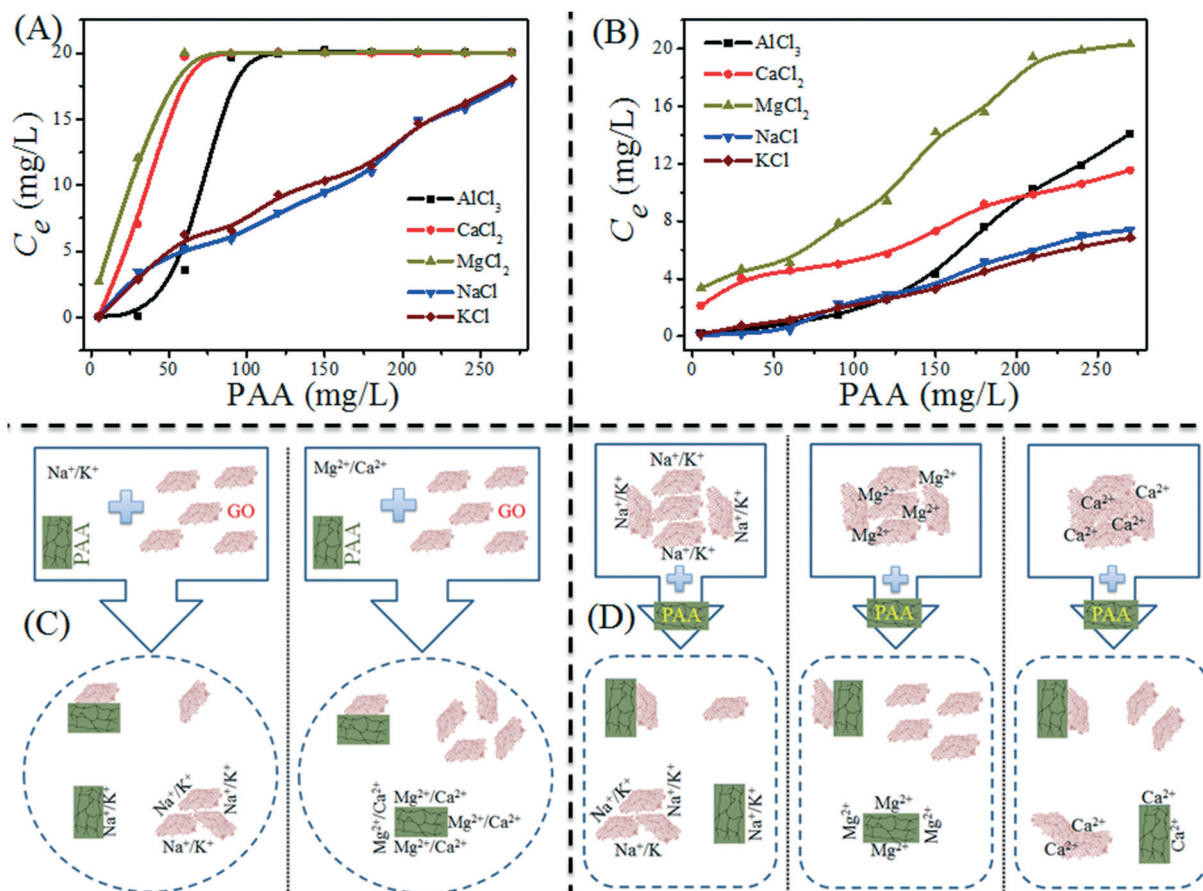 (A)
20
15
10
5
0
C_e (mg/L)
AlCl₃
CaCl₂
MgCl₂
NaCl
KCl
0 50 100 150 200 250
PAA (mg/L)
(B)
20
16
12
8
4
0
C_e (mg/L)
AlCl₃
CaCl₂
MgCl₂
NaCl
KCl
0 50 100 150 200 250
PAA (mg/L)
(C)
Na⁺/K⁺
PAA
GO
Na⁺/K⁺
Na⁺/K⁺
Na⁺/K⁺
Na⁺/K⁺
Mg²⁺/Ca²⁺
PAA
GO
Mg²⁺/Ca²⁺
Mg²⁺/Ca²⁺
Mg²⁺/Ca²⁺
Mg²⁺/Ca²⁺
(D)
Na⁺/K⁺
Na⁺/K⁺
Na⁺/K⁺
Na⁺/K⁺
PAA
Na⁺/K⁺
Na⁺/K⁺
Na⁺/K
Na⁺/K⁺
Mg²⁺
Mg²⁺
Mg²⁺
Mg²⁺
PAA
Mg²⁺
Mg²⁺
Mg²⁺
Mg²⁺
Ca²⁺
Ca²⁺
Ca²⁺
Ca²⁺
Ca²⁺
PAA
Ca²⁺
Ca²⁺
Ca²⁺
Ca²⁺